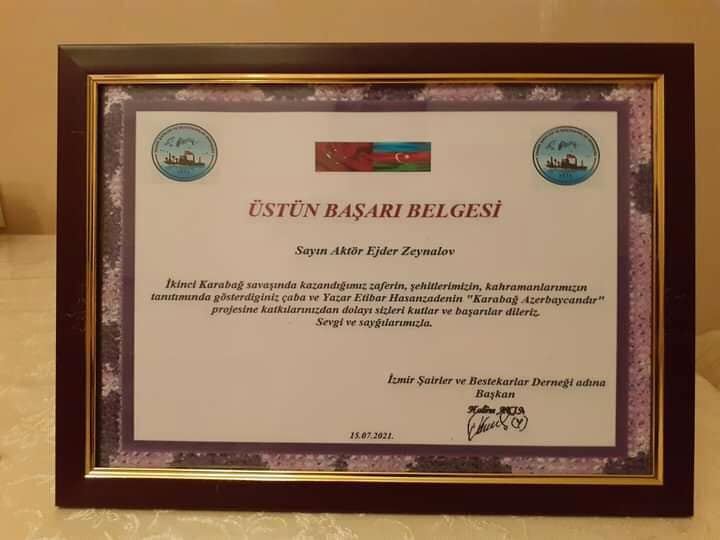 ÜSTÜN BAŞARI BELGESİ
Sayın Aktör Ejder Zeynalov
İkinci Karabağ savaşında kazandığımız zaferin, şehitlerimizin, kahramanlarımızın
tanıtımında gösterdiginiz çaba ve Yazar Etibar Hasanzadenin "Karabağ Azerbaycandır"
projesine katkılarınızdan dolayı sizleri kutlar ve başarılar dileriz.
Sevgi ve sayğılarımızla.
İzmir Şairler ve Bestekarlar Derneği adına
Başkan
15.07.2021.